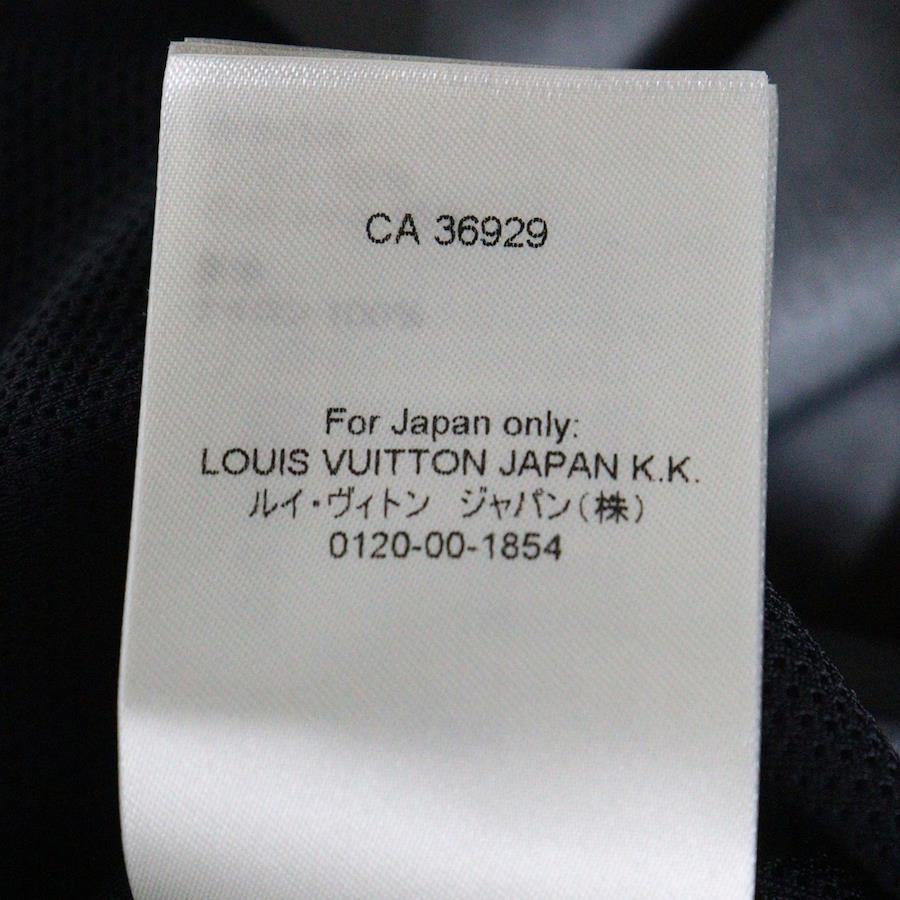 CA 36929
For Japan only:
LOUIS VUITTON JAPAN K.K.
ルイ・ヴィトン　ジャパン(株)
0120-00-1854